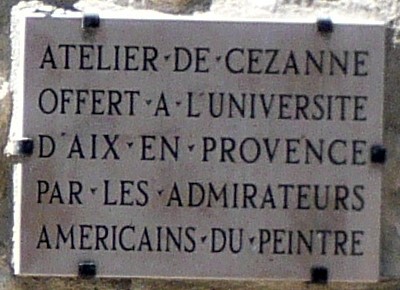 ATELIER·DE·CEZANNE
OFFERT·A·L'UNIVERSITE
D'AIX·EN·PROVENCE
PAR·LES·ADMIRATEURS
AMERICAINS·DU·PEINTRE